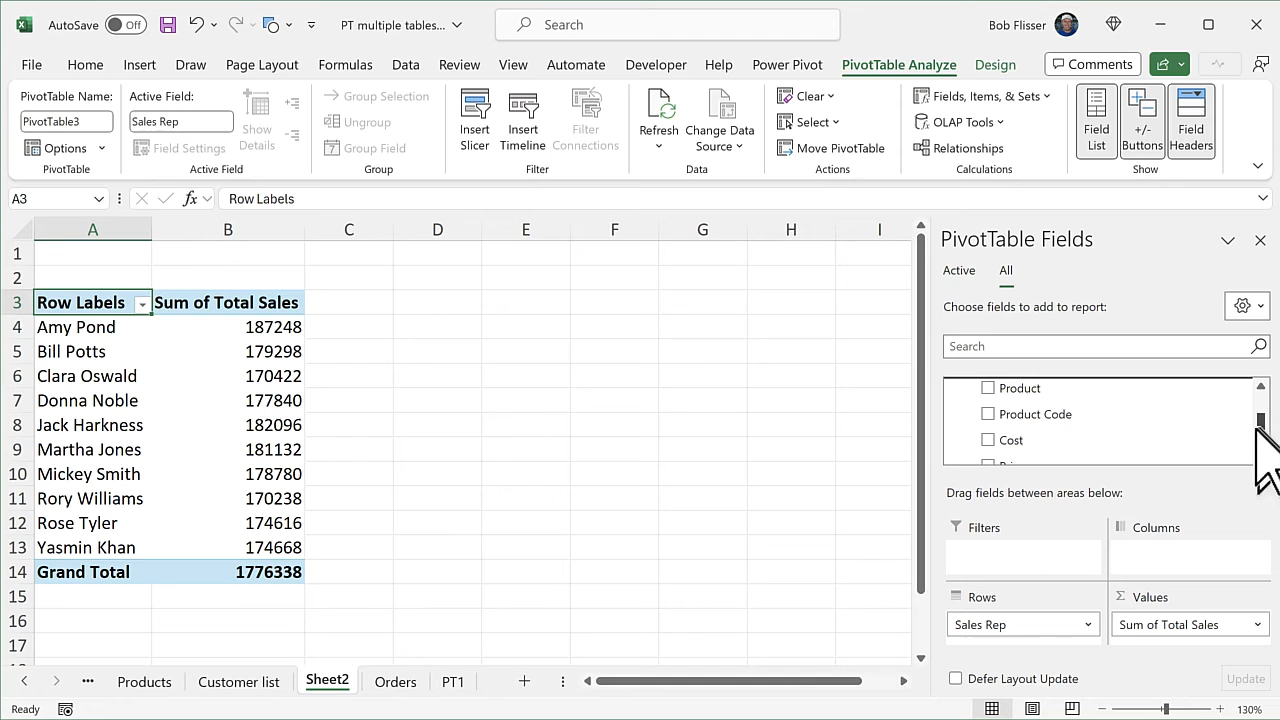 AutoSave Off PT multiple tables... Search Bob Flisser
File Home Insert Draw Page Layout Formulas Data Review View Automate Developer Help Power Pivot PivotTable Analyze Design Comments
PivotTable Name:
PivotTable3
Options
PivotTable
Active Field:
Sales Rep
Field Settings
Show Details
Active Field
Group Selection
Ungroup
Group Field
Group
Insert Slicer
Insert Timeline
Filter Connections
Filter
Refresh
Change Data Source
Data
Clear
Select
Move PivotTable
Actions
Fields, Items, & Sets
OLAP Tools
Relationships
Calculations
Field List
+/- Buttons
Field Headers
Show
A3 fx Row Labels
A B C D E F G H I
1
2
3 Row Labels Sum of Total Sales
4 Amy Pond 187248
5 Bill Potts 179298
6 Clara Oswald 170422
7 Donna Noble 177840
8 Jack Harkness 182096
9 Martha Jones 181132
10 Mickey Smith 178780
11 Rory Williams 170238
12 Rose Tyler 174616
13 Yasmin Khan 174668
14 Grand Total 1776338
15
16
17
PivotTable Fields
Active All
Choose fields to add to report:
Search
Product
Product Code
Cost
Drag fields between areas below:
Filters
Columns
Rows
Σ Values
Sales Rep
Sum of Total Sales
Defer Layout Update Update
... Products Customer list Sheet2 Orders PT1
Ready 130%